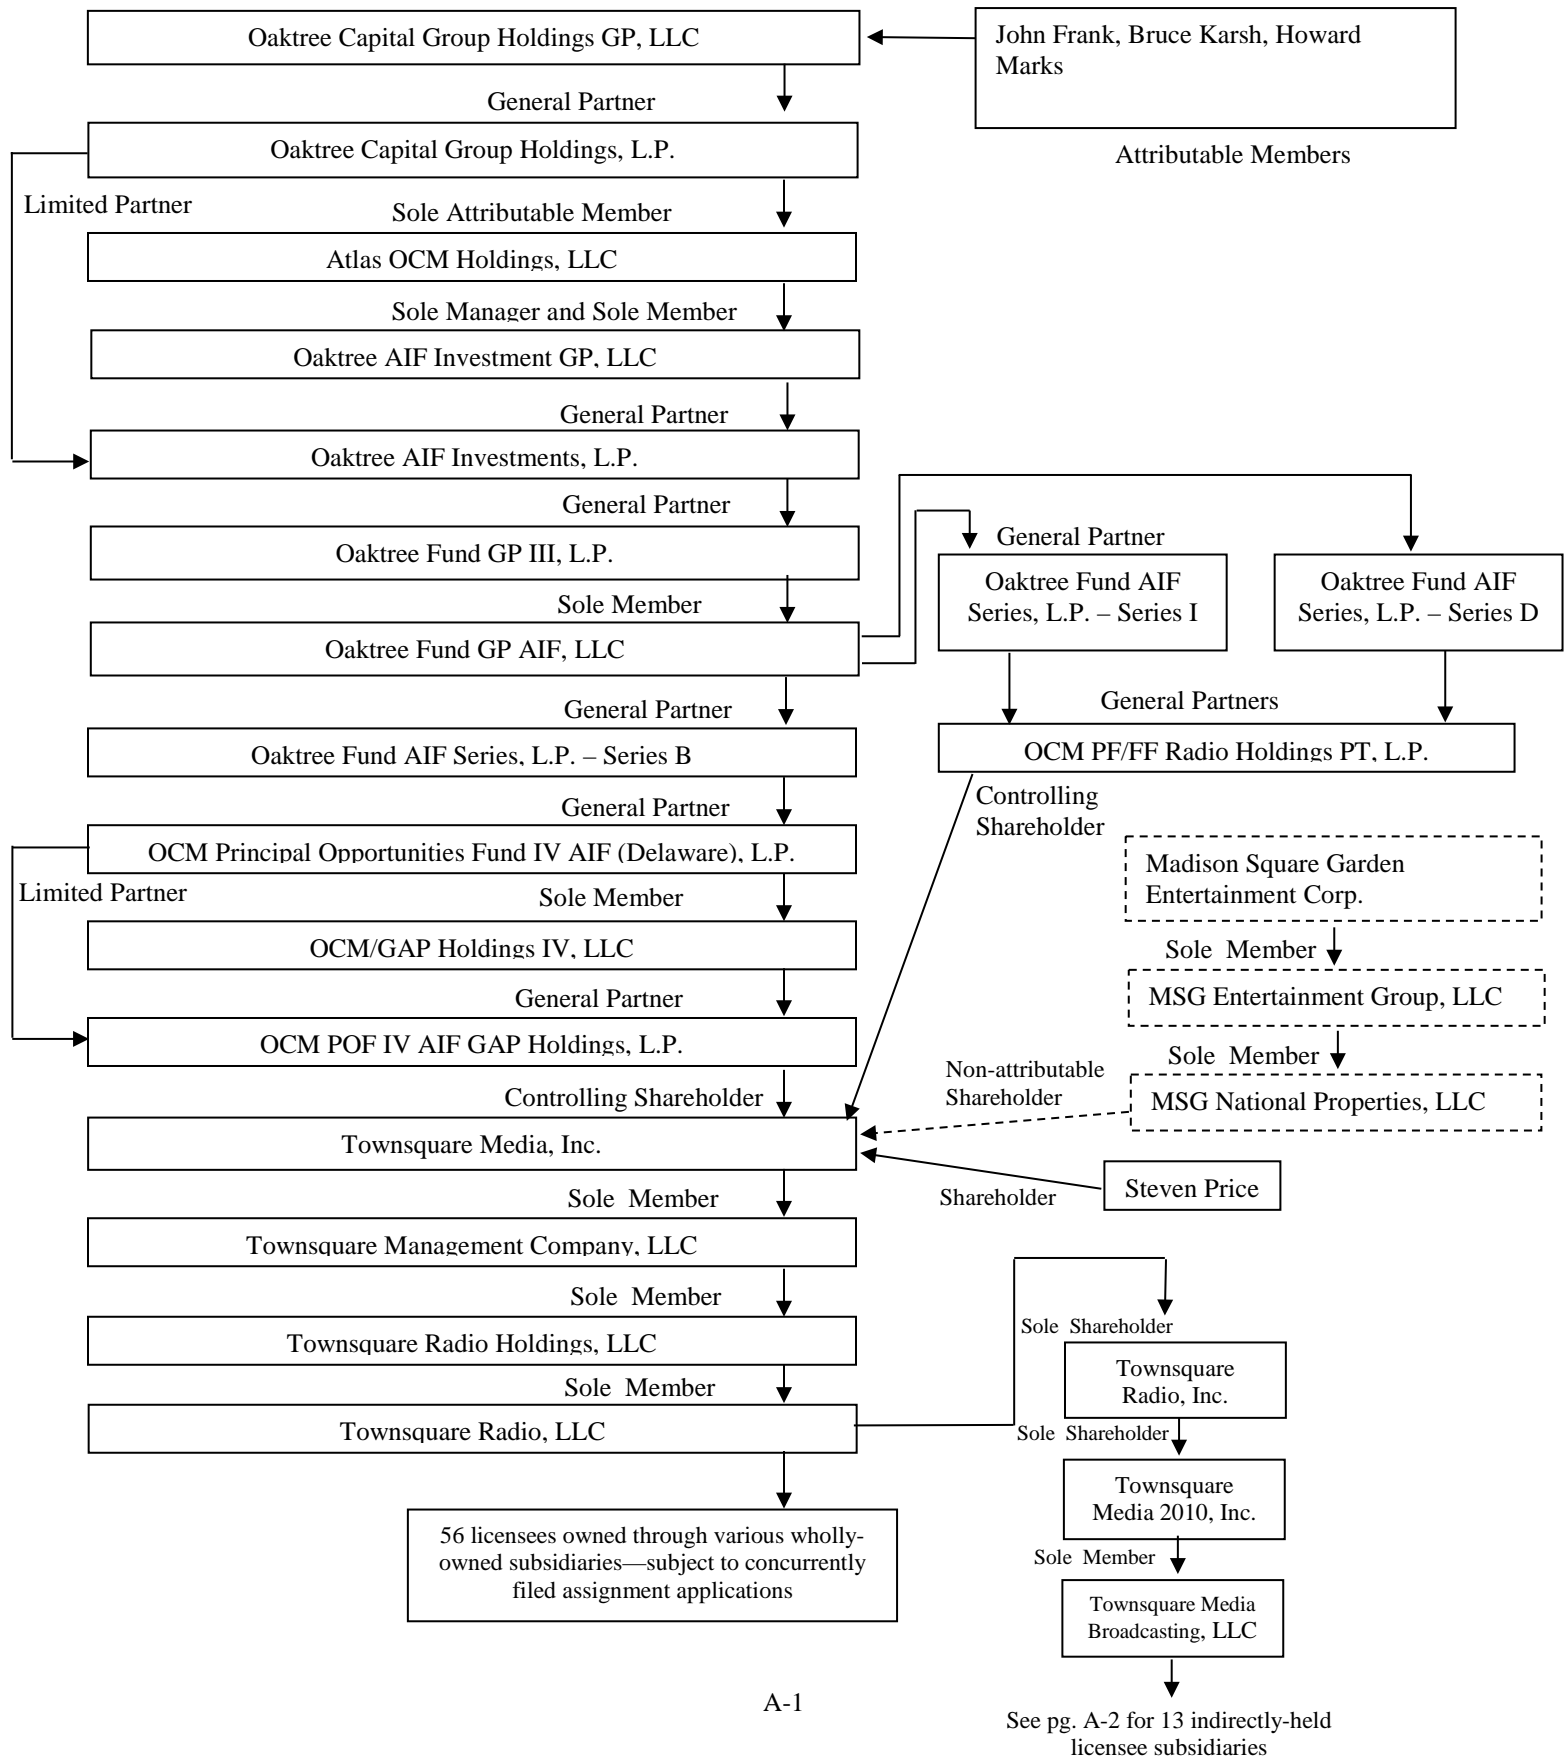 Oaktree Capital Group Holdings GP, LLC
John Frank, Bruce Karsh, Howard
Marks
General Partner
Oaktree Capital Group Holdings, L.P.
Attributable Members
Limited Partner
Sole Attributable Member
Atlas OCM Holdings, LLC
Sole Manager and Sole Member
Oaktree AIF Investment GP, LLC
General Partner
Oaktree AIF Investments, L.P.
General Partner
Oaktree Fund GP III, L.P.
Sole Member
Oaktree Fund GP AIF, LLC
General Partner
Oaktree Fund AIF
Series, L.P. – Series I
Oaktree Fund AIF
Series, L.P. – Series D
General Partner
General Partners
Oaktree Fund AIF Series, L.P. – Series B
OCM PF/FF Radio Holdings PT, L.P.
General Partner
Controlling
Shareholder
OCM Principal Opportunities Fund IV AIF (Delaware), L.P.
Madison Square Garden
Entertainment Corp.
Limited Partner
Sole Member
Sole Member
OCM/GAP Holdings IV, LLC
MSG Entertainment Group, LLC
General Partner
OCM POF IV AIF GAP Holdings, L.P.
Sole Member
Non-attributable
Shareholder
MSG National Properties, LLC
Controlling Shareholder
Townsquare Media, Inc.
Steven Price
Shareholder
Sole Member
Townsquare Management Company, LLC
Sole Member
Townsquare Radio Holdings, LLC
Sole Shareholder
Sole Member
Townsquare
Radio, Inc.
Townsquare Radio, LLC
Sole Shareholder
Townsquare
Media 2010, Inc.
56 licensees owned through various wholly-
owned subsidiaries—subject to concurrently
filed assignment applications
Sole Member
Townsquare Media
Broadcasting, LLC
A-1
See pg. A-2 for 13 indirectly-held
licensee subsidiaries